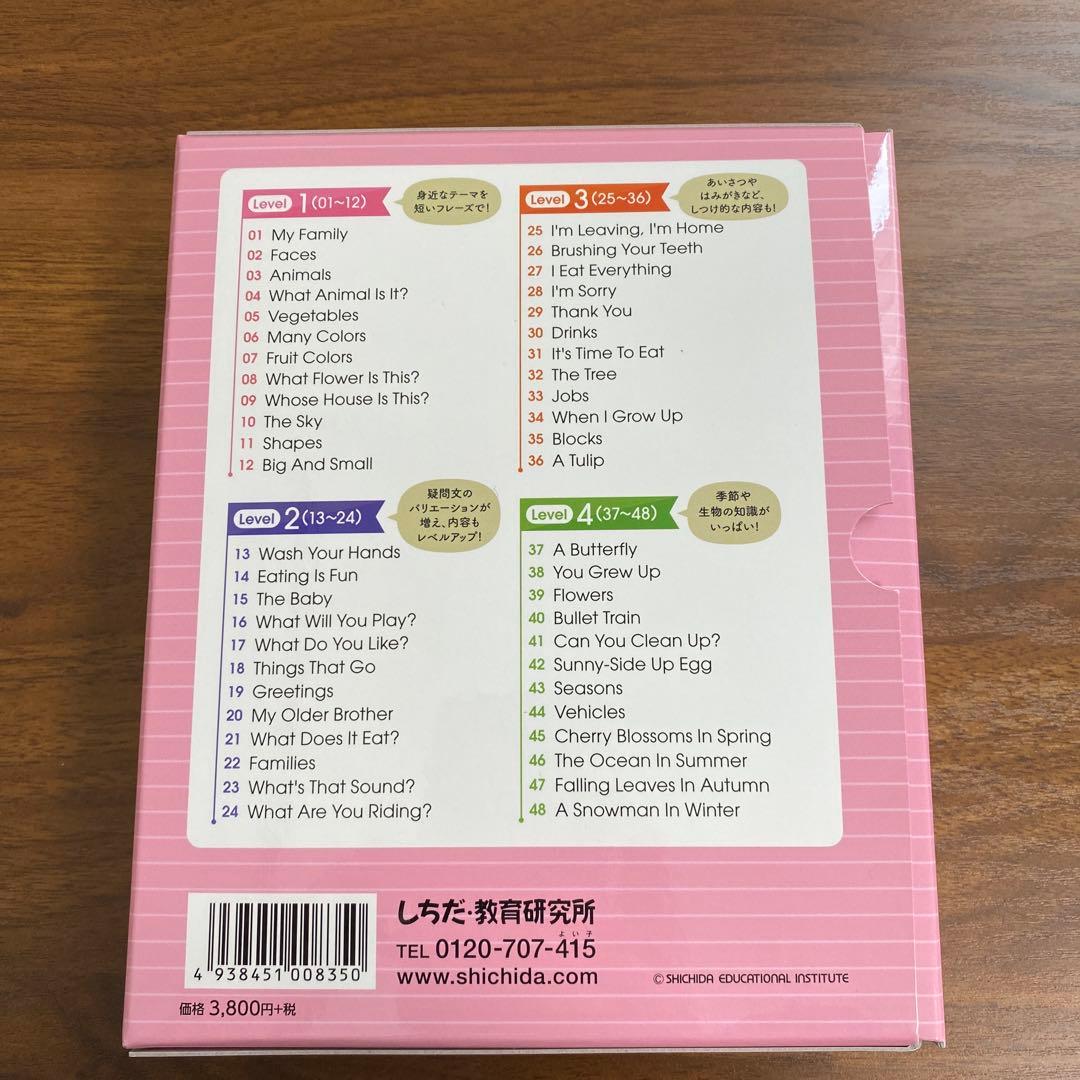 Level 1 (01~12)
身近なテーマを
短いフレーズで!
01 My Family
02 Faces
03 Animals
04 What Animal Is It?
05 Vegetables
06 Many Colors
07 Fruit Colors
08 What Flower Is This?
09 Whose House Is This?
10 The Sky
11 Shapes
12 Big And Small
Level 2 (13~24)
疑問文の
バリエーションが
増え、内容も
レベルアップ!
13 Wash Your Hands
14 Eating Is Fun
15 The Baby
16 What Will You Play?
17 What Do You Like?
18 Things That Go
19 Greetings
20 My Older Brother
21 What Does It Eat?
22 Families
23 What's That Sound?
24 What Are You Riding?
Level 3 (25~36)
あいさつや
はみがきなど、
しつけ的な内容も!
25 I'm Leaving, I'm Home
26 Brushing Your Teeth
27 I Eat Everything
28 I'm Sorry
29 Thank You
30 Drinks
31 It's Time To Eat
32 The Tree
33 Jobs
34 When I Grow Up
35 Blocks
36 A Tulip
Level 4 (37~48)
季節や
生物の知識が
いっぱい!
37 A Butterfly
38 You Grew Up
39 Flowers
40 Bullet Train
41 Can You Clean Up?
42 Sunny-Side Up Egg
43 Seasons
44 Vehicles
45 Cherry Blossoms In Spring
46 The Ocean In Summer
47 Falling Leaves In Autumn
48 A Snowman In Winter
4 938451 008350
価格 3,800円+税
しちだ・教育研究所
よい子
TEL 0120-707-415
www.shichida.com
© SHICHIDA EDUCATIONAL INSTITUTE